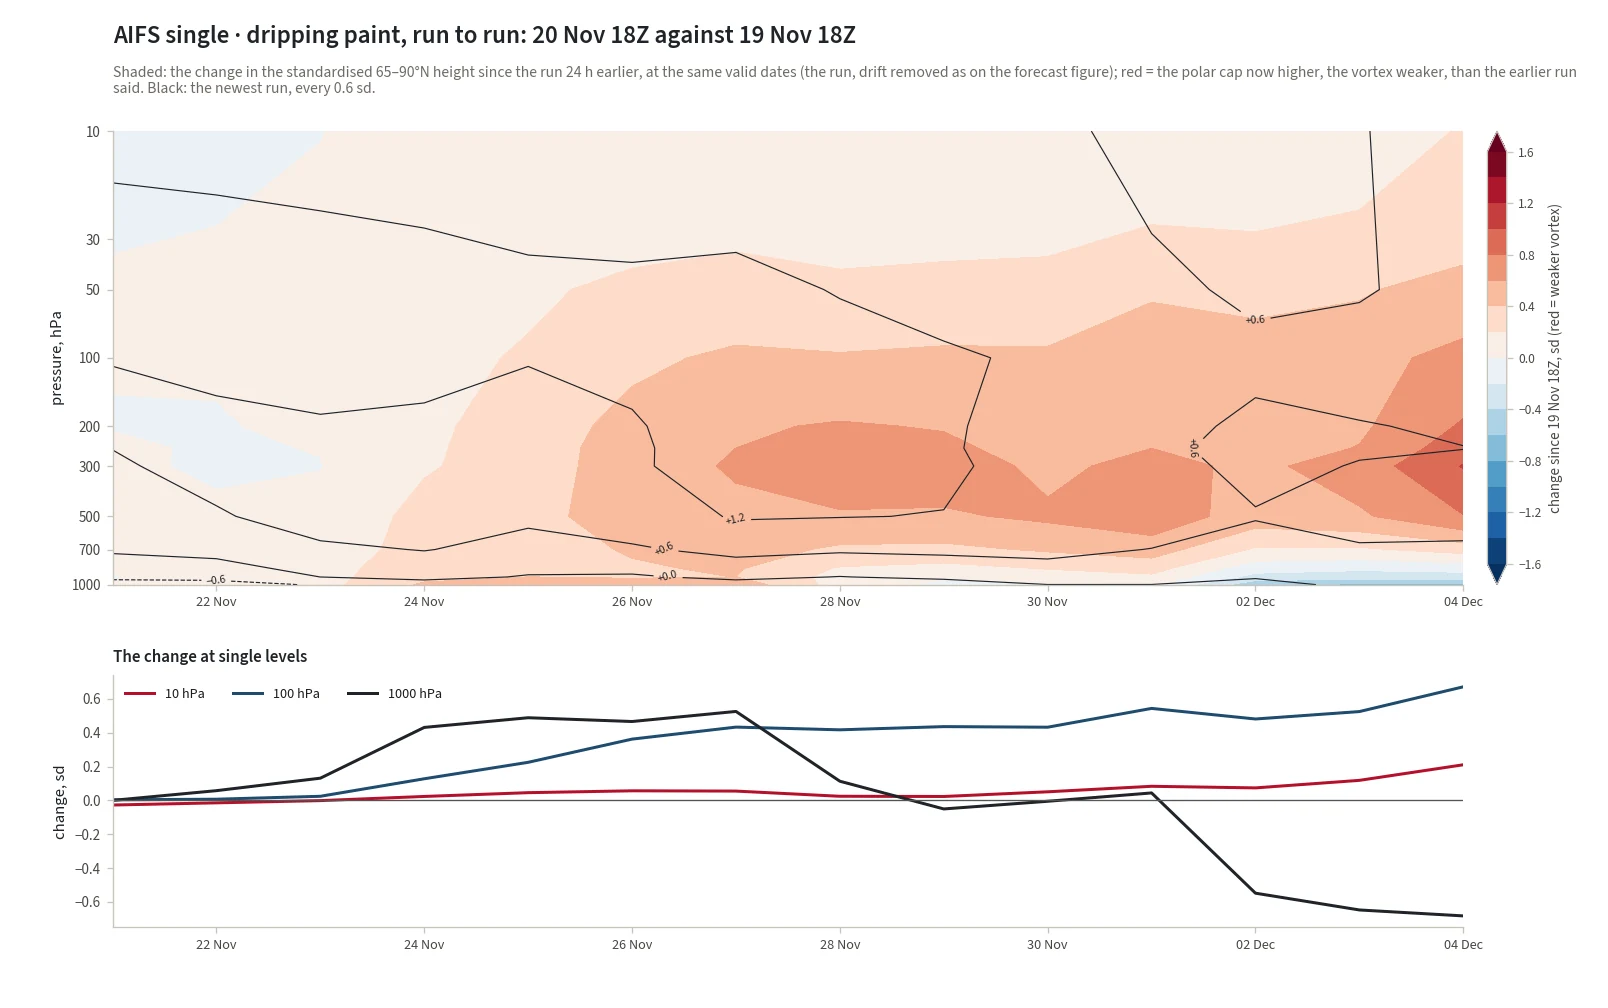 AIFS single · dripping paint, run to run: 20 Nov 18Z against 19 Nov 18Z
Shaded: the change in the standardised 65–90°N height since the run 24 h earlier, at the same valid dates (the run, drift removed as on the forecast figure); red = the polar cap now higher, the vortex weaker, than the earlier run
said. Black: the newest run, every 0.6 sd.
pressure, hPa
10
30
50
100
200
300
500
700
1000
+0.6
+0.6
+1.2
+0.6
+0.0
−0.6
22 Nov
24 Nov
26 Nov
28 Nov
30 Nov
02 Dec
04 Dec
1.6
1.2
0.8
0.4
0.0
−0.4
−0.8
−1.2
−1.6
change since 19 Nov 18Z, sd (red = weaker vortex)
The change at single levels
10 hPa
100 hPa
1000 hPa
change, sd
0.6
0.4
0.2
0.0
−0.2
−0.4
−0.6
22 Nov
24 Nov
26 Nov
28 Nov
30 Nov
02 Dec
04 Dec